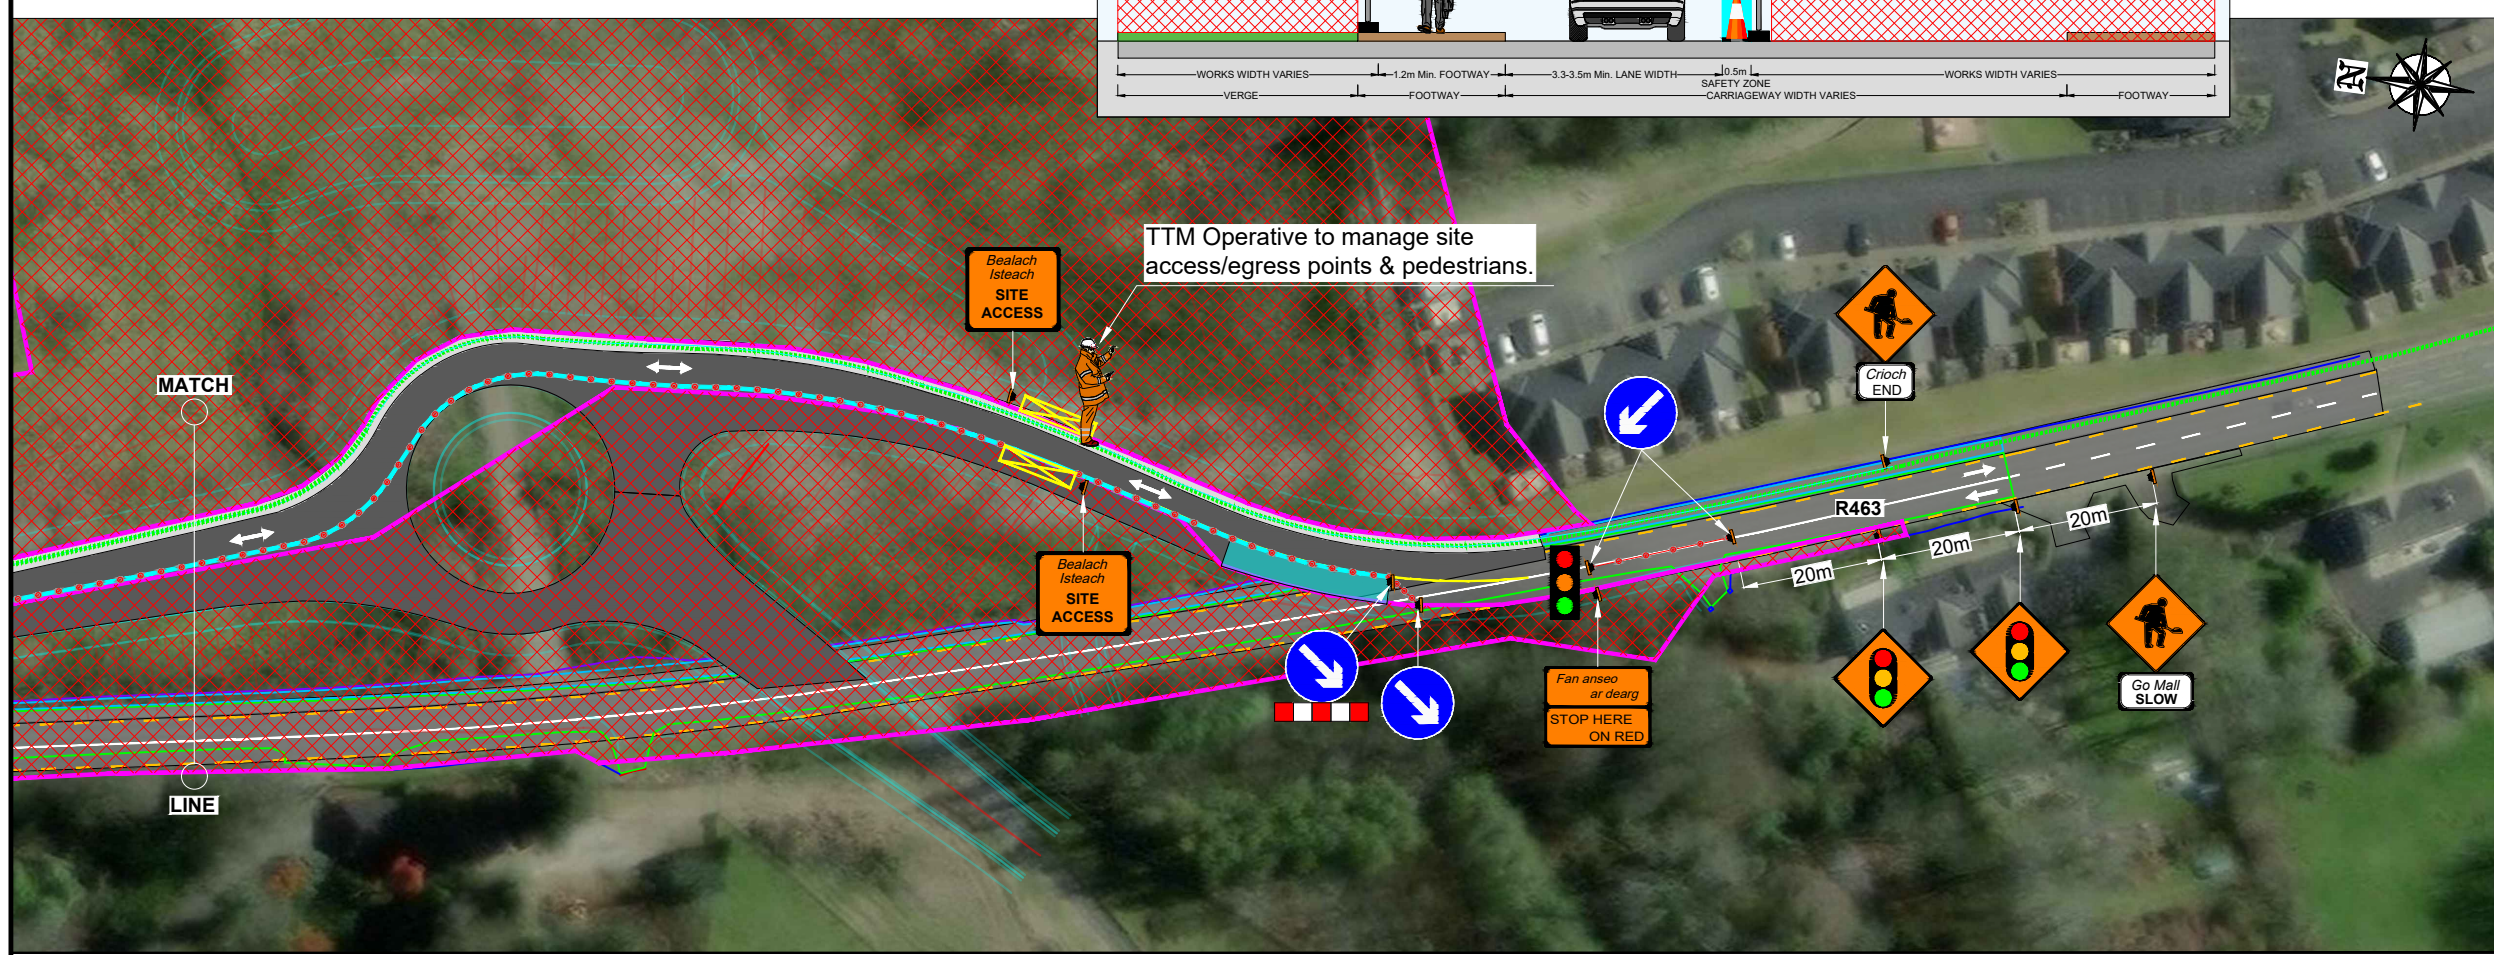 WORKS WIDTH VARIES
1.2m Min. FOOTWAY
3.3-3.5m Min. LANE WIDTH
0.5m
SAFETY ZONE
WORKS WIDTH VARIES
VERGE
FOOTWAY
CARRIAGEWAY WIDTH VARIES
FOOTWAY
N
TTM Operative to manage site
access/egress points & pedestrians.
Bealach
Isteach
SITE
ACCESS
Crioch
END
MATCH
R463
20m
20m
20m
Bealach
Isteach
SITE
ACCESS
Fan anseo
ar dearg
STOP HERE
ON RED
Go Mall
SLOW
LINE